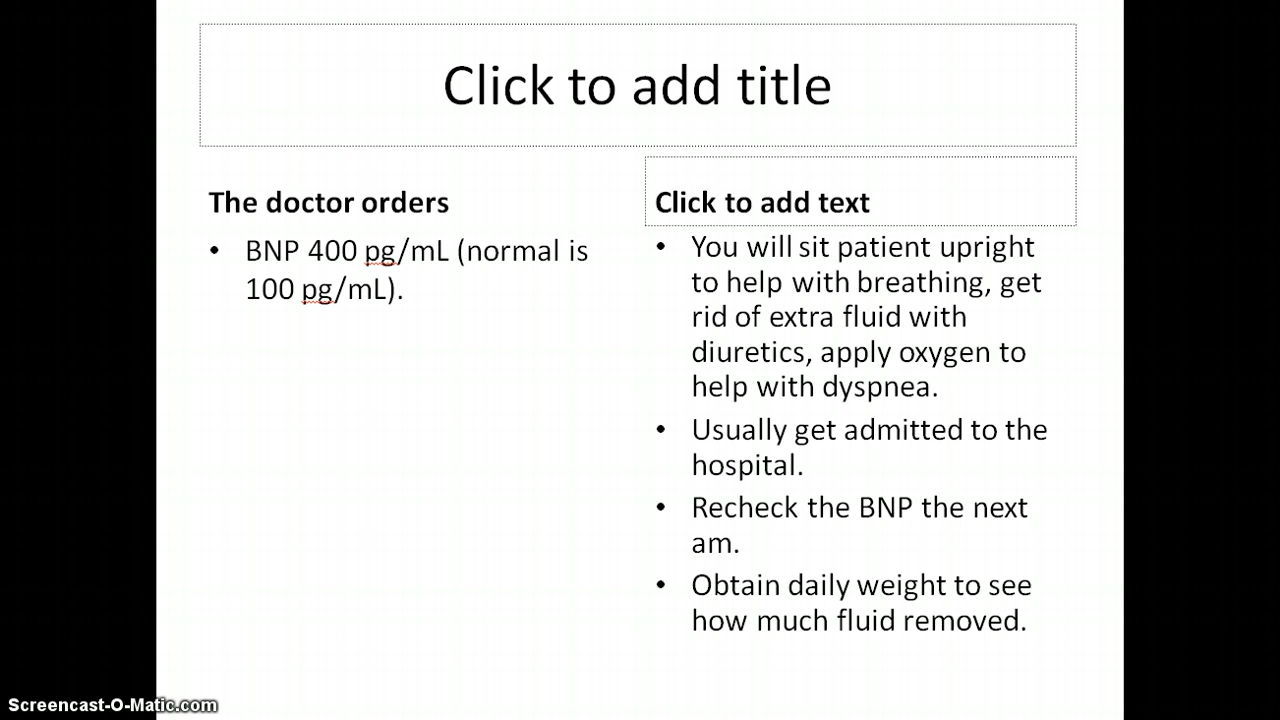 Click to add title
The doctor orders
• BNP 400 pg/mL (normal is
100 pg/mL).
Click to add text
• You will sit patient upright
to help with breathing, get
rid of extra fluid with
diuretics, apply oxygen to
help with dyspnea.
• Usually get admitted to the
hospital.
• Recheck the BNP the next
am.
• Obtain daily weight to see
how much fluid removed.
Screencast-O-Matic.com